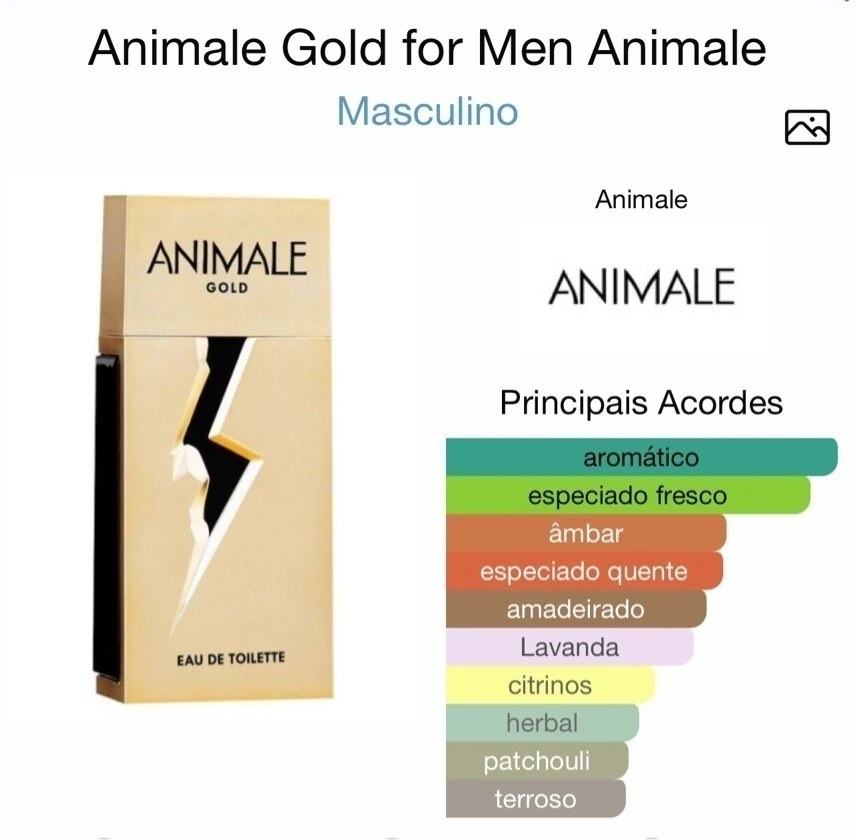 Animale Gold for Men Animale
Masculino
ANIMALE
GOLD
EAU DE TOILETTE
Animale
ANIMALE
Principais Acordes
aromático
especiado fresco
âmbar
especiado quente
amadeirado
Lavanda
citrinos
herbal
patchouli
terroso